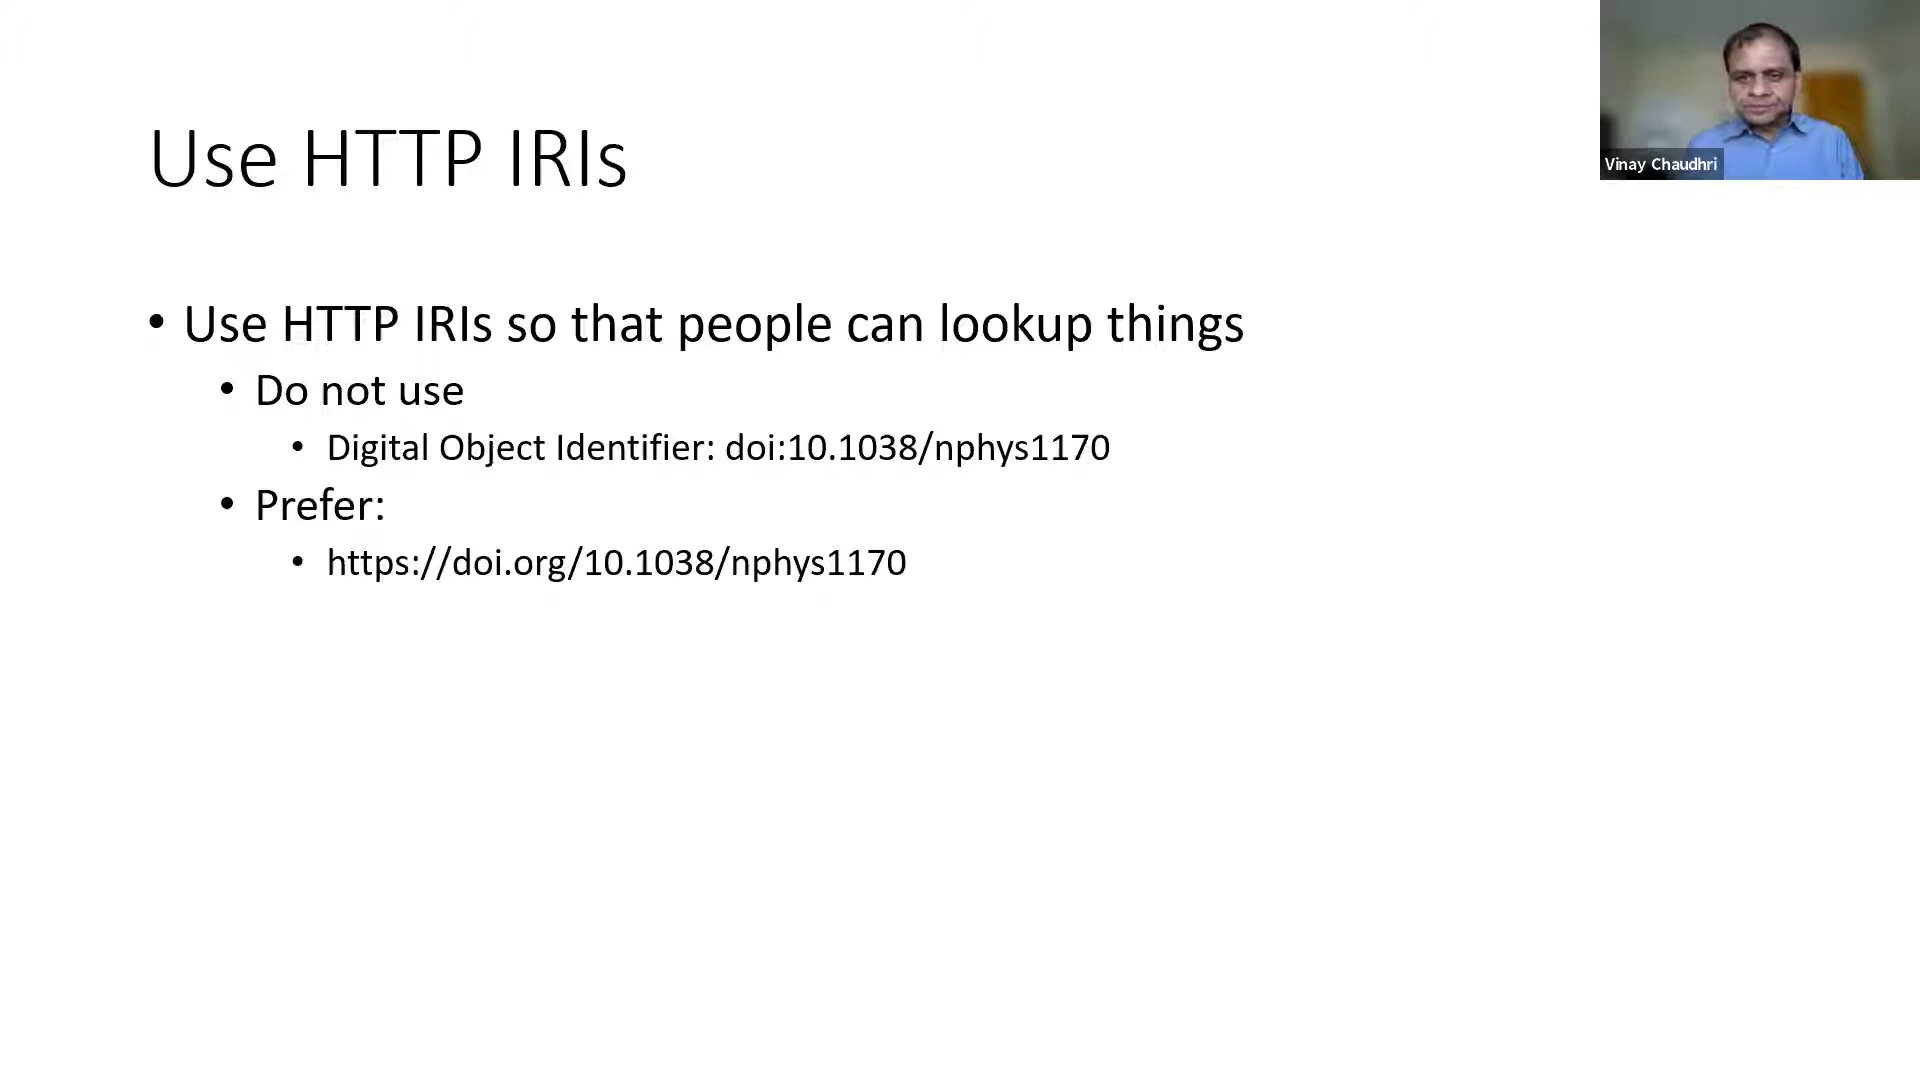 Use HTTP IRIs
• Use HTTP IRIs so that people can lookup things
• Do not use
• Digital Object Identifier: doi:10.1038/nphys1170
• Prefer:
• https://doi.org/10.1038/nphys1170
Vinay Chaudhri